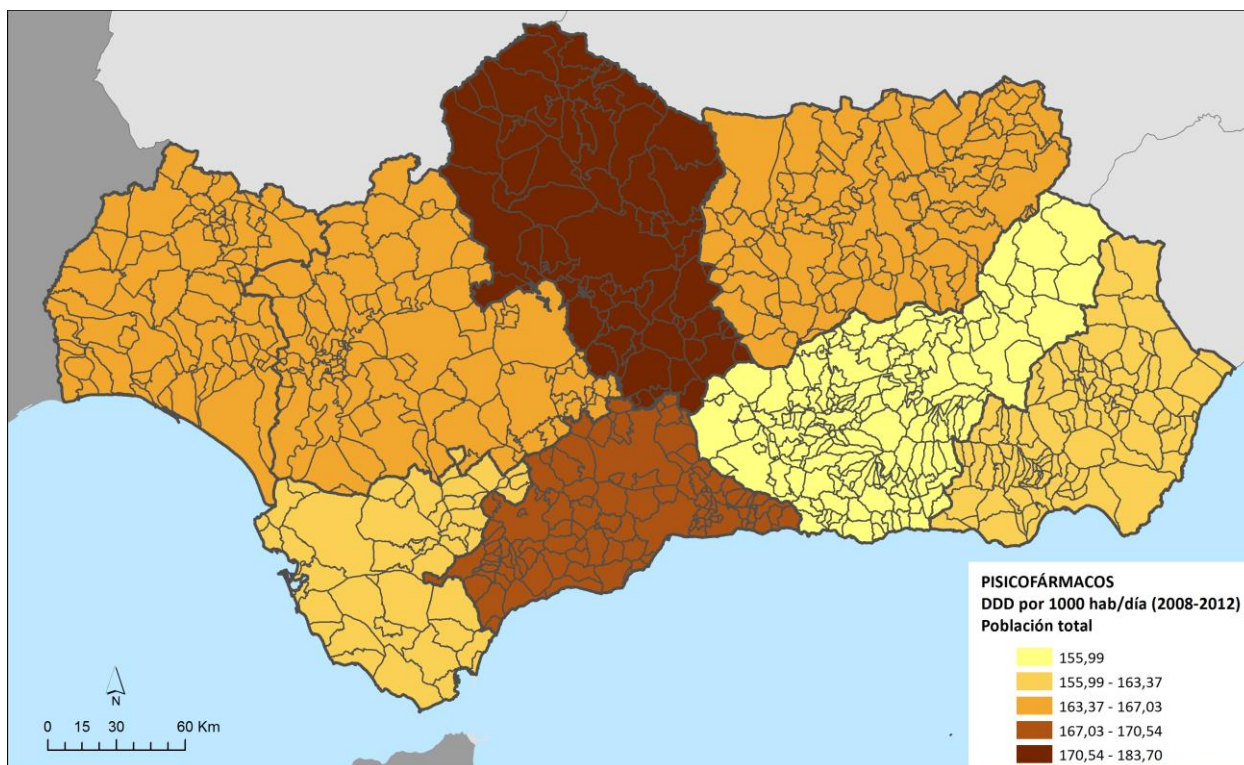 PISICOFÁRMACOS
DDD por 1000 hab/día (2008-2012)
Población total
155,99
155,99 - 163,37
163,37 - 167,03
167,03 - 170,54
170,54 - 183,70
N
0 15 30 60 Km